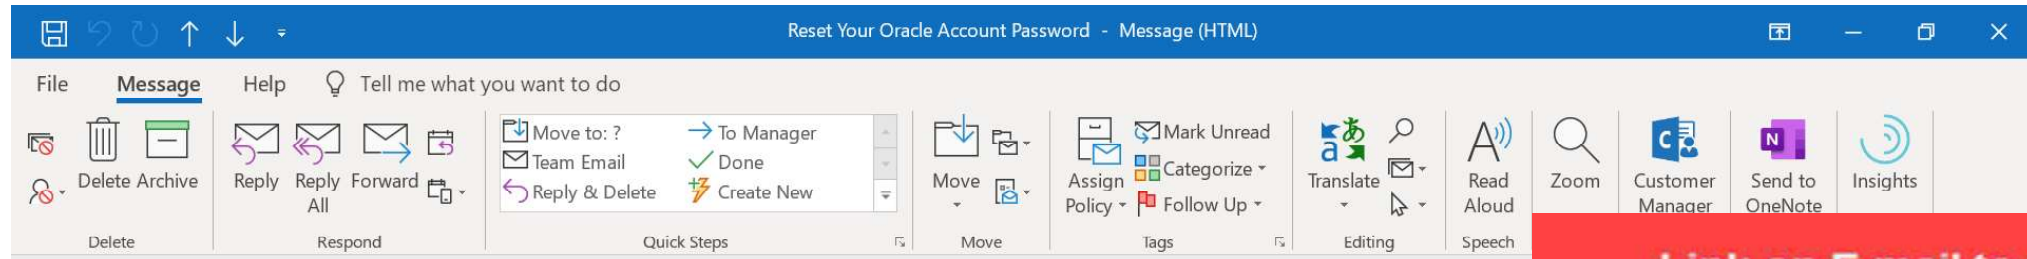 Reset Your Oracle Account Password - Message (HTML)
File Message Help Tell me what you want to do
Delete Archive
Delete
Reply Reply All Forward
Respond
Move to: ? To Manager
Team Email Done
Reply & Delete Create New
Quick Steps
Move
Move
Assign Policy
Mark Unread
Categorize
Follow Up
Tags
Translate
Editing
Read Aloud
Speech
Zoom
Customer Manager
Send to OneNote
Insights